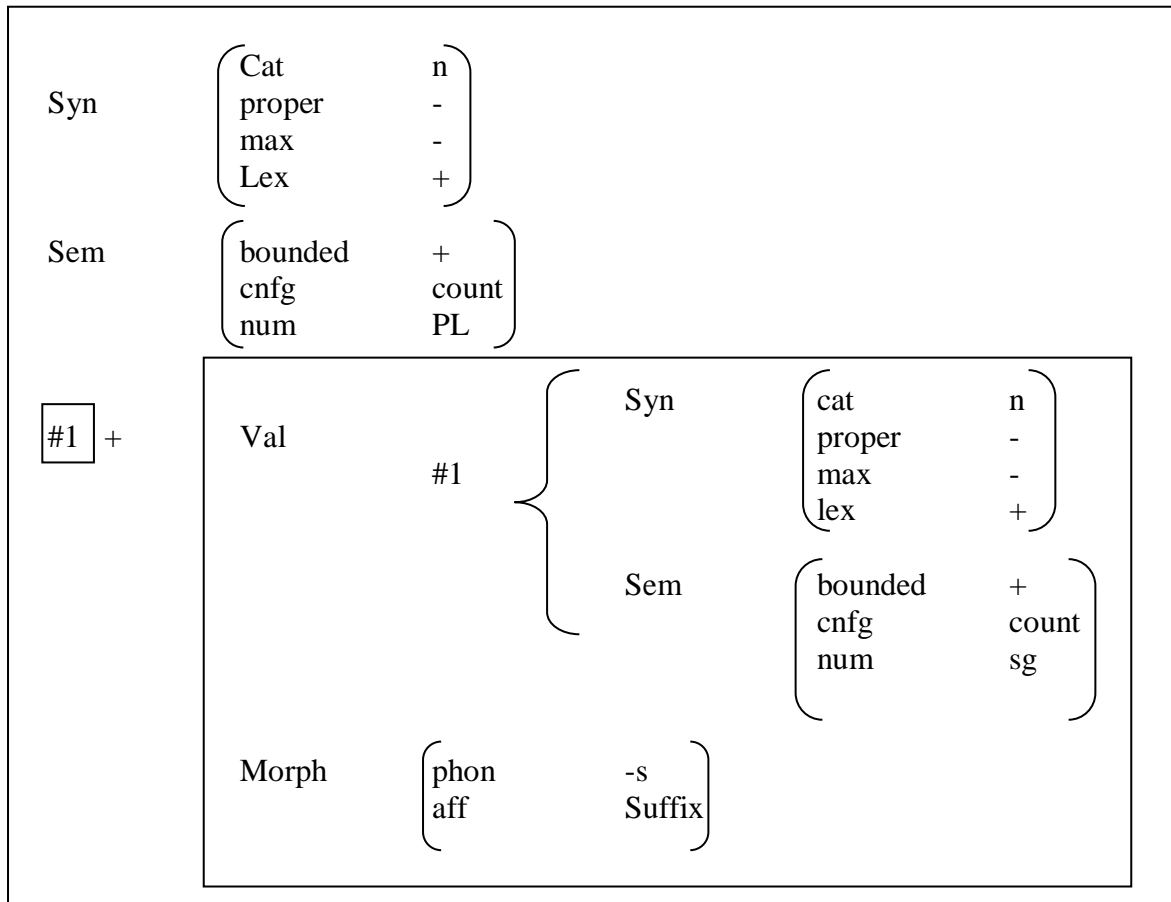 Cat n
Syn proper -
max -
Lex +
Sem bounded +
cnfg count
num PL
Syn cat n
#1 + Val proper -
#1 max -
lex +
Sem bounded +
cnfg count
num sg
Morph phon -s
aff Suffix